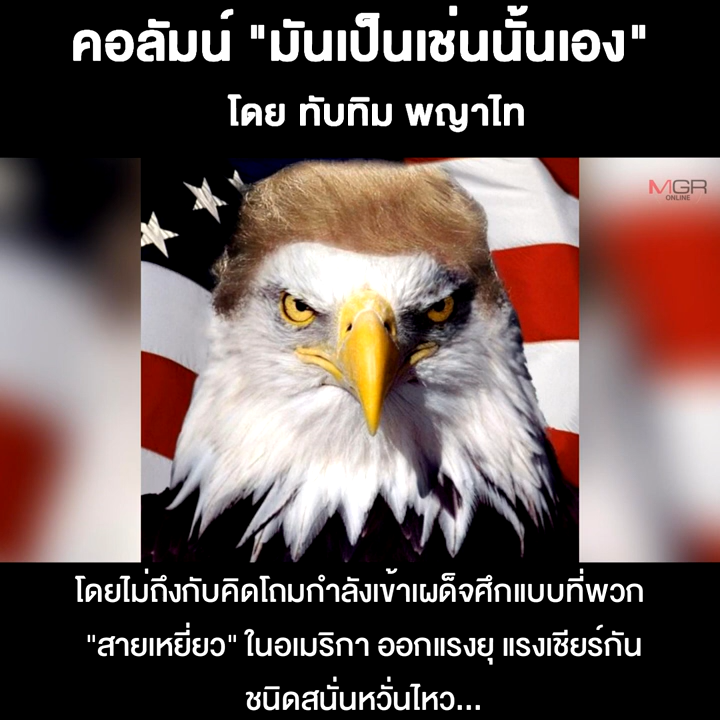 คอลัมน์ "มันเป็นเช่นนั้นเอง"
โดย ทับทิม พญาไท
MGR
ONLINE
โดยไม่ถึงกับคิดโถมกำลังเข้าเผด็จศึกแบบที่พวก
"สายเหยี่ยว" ในอเมริกา ออกแรงยุ แรงเชียร์กัน
ชนิดสนั่นหวั่นไหว...